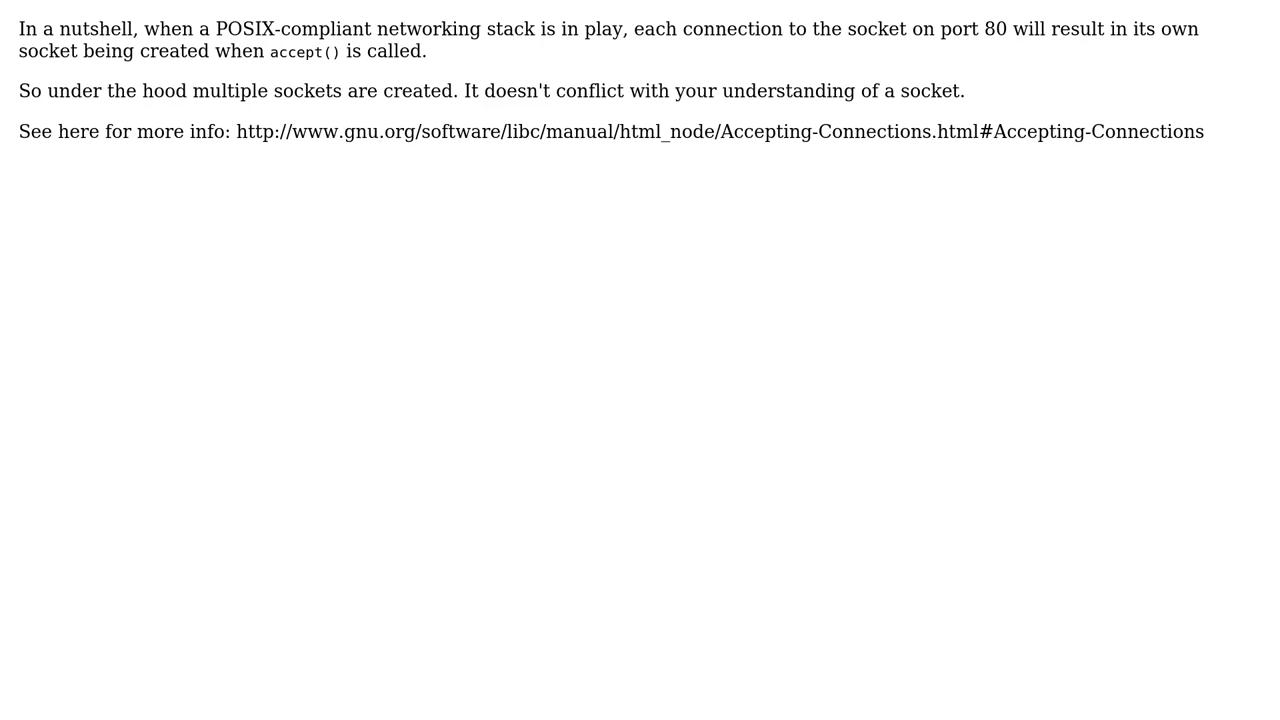 In a nutshell, when a POSIX-compliant networking stack is in play, each connection to the socket on port 80 will result in its own
socket being created when accept() is called.
So under the hood multiple sockets are created. It doesn't conflict with your understanding of a socket.
See here for more info: http://www.gnu.org/software/libc/manual/html_node/Accepting-Connections.html#Accepting-Connections